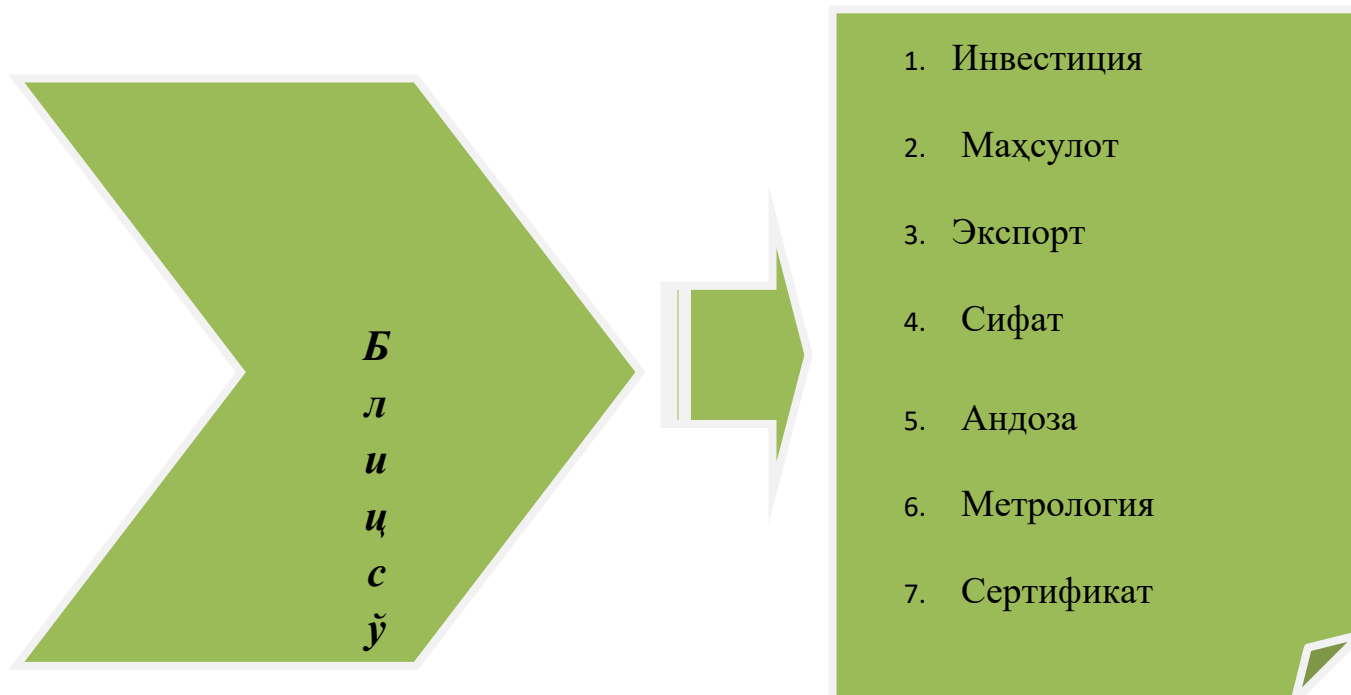 Б
л
и
ц
с
ў
1. Инвестиция
2. Маҳсулот
3. Экспорт
4. Сифат
5. Андоза
6. Метрология
7. Сертификат